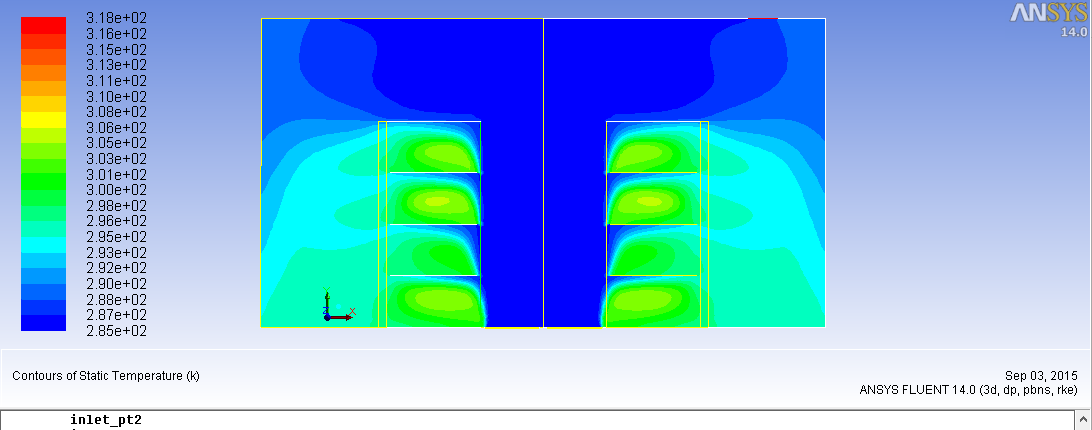 ANSYS
14.0
3.18e+02
3.16e+02
3.15e+02
3.13e+02
3.11e+02
3.10e+02
3.08e+02
3.06e+02
3.05e+02
3.03e+02
3.01e+02
3.00e+02
2.98e+02
2.96e+02
2.95e+02
2.93e+02
2.92e+02
2.90e+02
2.88e+02
2.87e+02
2.85e+02
Y
Z
X
Contours of Static Temperature (k)
Sep 03, 2015
ANSYS FLUENT 14.0 (3d, dp, pbns, rke)
inlet_pt2